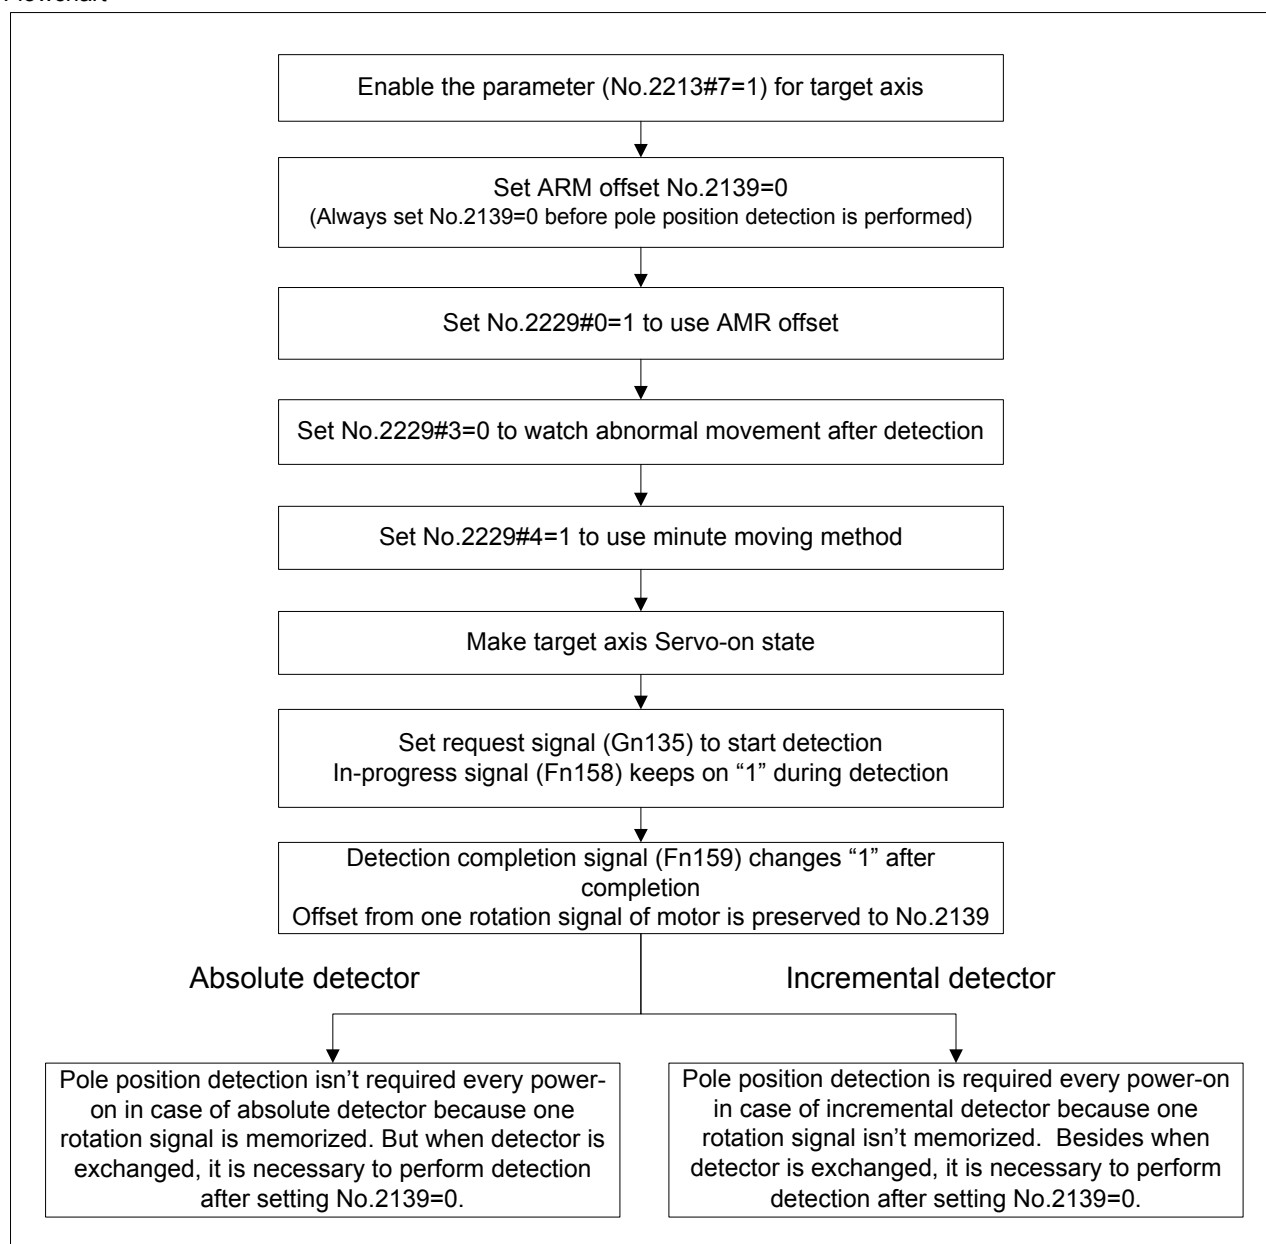 Flowchart
Enable the parameter (No.2213#7=1) for target axis
Set ARM offset No.2139=0
(Always set No.2139=0 before pole position detection is performed)
Set No.2229#0=1 to use AMR offset
Set No.2229#3=0 to watch abnormal movement after detection
Set No.2229#4=1 to use minute moving method
Make target axis Servo-on state
Set request signal (Gn135) to start detection
In-progress signal (Fn158) keeps on “1” during detection
Detection completion signal (Fn159) changes “1” after
completion
Offset from one rotation signal of motor is preserved to No.2139
Absolute detector
Incremental detector
Pole position detection isn’t required every power-
on in case of absolute detector because one
rotation signal is memorized. But when detector is
exchanged, it is necessary to perform detection
after setting No.2139=0.
Pole position detection is required every power-on
in case of incremental detector because one
rotation signal isn’t memorized.  Besides when
detector is exchanged, it is necessary to perform
detection after setting No.2139=0.